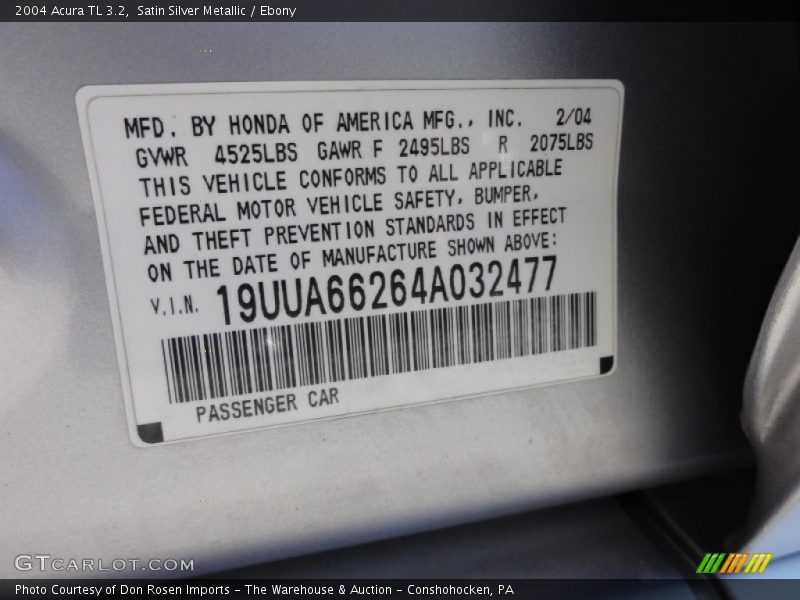 2004 Acura TL 3.2, Satin Silver Metallic / Ebony
MFD. BY HONDA OF AMERICA MFG., INC. 2/04
GVWR 4525LBS GAWR F 2495LBS R 2075LBS
THIS VEHICLE CONFORMS TO ALL APPLICABLE
FEDERAL MOTOR VEHICLE SAFETY, BUMPER,
AND THEFT PREVENTION STANDARDS IN EFFECT
ON THE DATE OF MANUFACTURE SHOWN ABOVE:
V.I.N. 19UUA66264A032477
PASSENGER CAR
GTCARLOT.COM
Photo Courtesy of Don Rosen Imports - The Warehouse & Auction - Conshohocken, PA